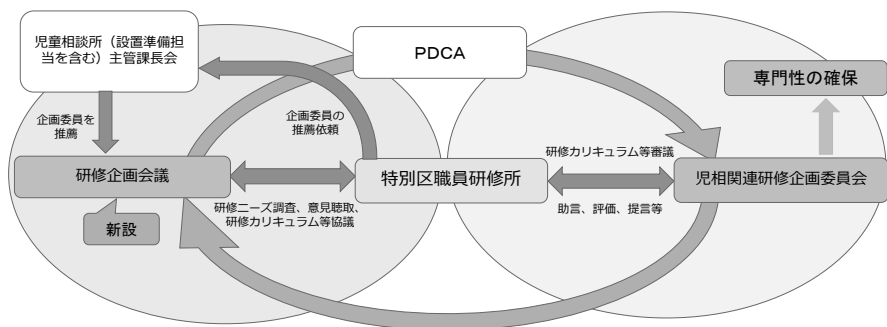 児童相談所（設置準備担
当を含む）主管課長会
PDCA
専門性の確保
企画委員を
推薦
企画委員の
推薦依頼
研修カリキュラム等審議
研修企画会議
特別区職員研修所
児相関連研修企画委員会
研修ニーズ調査、意見聴取、
研修カリキュラム等協議
助言、評価、提言等
新設